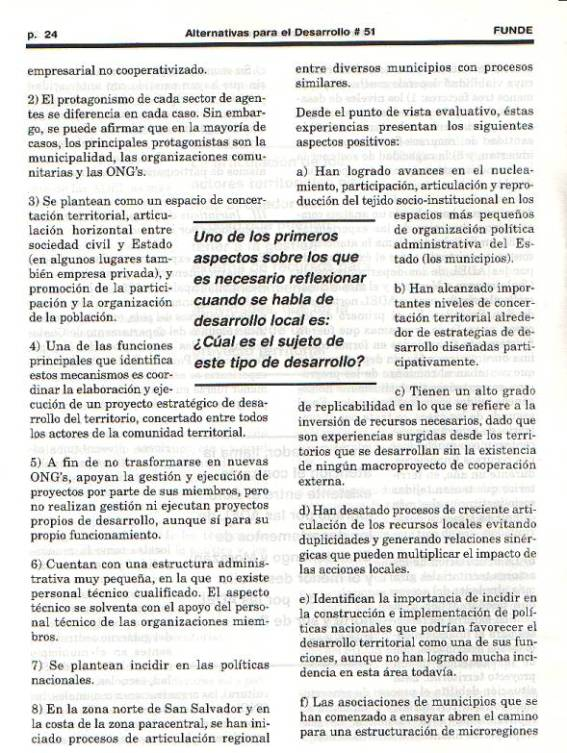 p. 24
Alternativas para el Desarrollo # 51
FUNDE
empresarial no cooperativizado.
2) El protagonismo de cada sector de agen-
tes se diferencia en cada caso. Sin embar-
go, se puede afirmar que en la mayoría de
casos, los principales protagonistas son la
municipalidad, las organizaciones comu-
nitarias y las ONG's.
3) Se plantean como un espacio de concer-
tación territorial, articu-
lación horizontal entre
sociedad civil y Estado
(en algunos lugares tam-
bién empresa privada), y
promoción de la partici-
pación y la organización
de la población.
4) Una de las funciones
principales que identifica
estos mecanismos es coor-
dinar la elaboración y eje-
cución de un proyecto estratégico de desa-
rrollo del territorio, concertado entre todos
los actores de la comunidad territorial.
5) A fin de no trasformarse en nuevas
ONG's, apoyan la gestión y ejecución de
proyectos por parte de sus miembros, pero
no realizan gestión ni ejecutan proyectos
propios de desarrollo, aunque sí para su
propio funcionamiento.
6) Cuentan con una estructura adminis-
trativa muy pequeña, en la que no existe
personal técnico cualificado. El aspecto
técnico se solventa con el apoyo del perso-
nal técnico de las organizaciones miem-
bros.
7) Se plantean incidir en las políticas
nacionales.
8) En la zona norte de San Salvador y en
la costa de la zona paracentral, se han ini-
ciado procesos de articulación regional
Uno de los primeros
aspectos sobre los que
es necesario reflexionar
cuando se habla de
desarrollo local es:
¿Cúal es el sujeto de
este tipo de desarrollo?
entre diversos municipios con procesos
similares.
Desde el punto de vista evaluativo, éstas
experiencias presentan los siguientes
aspectos positivos:
a) Han logrado avances en el nuclea-
miento, participación, articulación y repro-
ducción del tejido socio-institucional en los
espacios más pequeños
de organización política
administrativa del Es-
tado (los municipios).
b) Han alcanzado impor-
tantes niveles de concer-
tación territorial alrede-
dor de estrategias de de-
sarrollo diseñadas parti-
cipativamente.
c) Tienen un alto grado
de replicabilidad en lo que se refiere a la
inversión de recursos necesarios, dado que
son experiencias surgidas desde los terri-
torios que se desarrollan sin la existencia
de ningún macroproyecto de cooperación
externa.
d) Han desatado procesos de creciente arti-
culación de los recursos locales evitando
duplicidades y generando relaciones sinér-
gicas que pueden multiplicar el impacto de
las acciones locales.
e) Identifican la importancia de incidir en
la construcción e implementación de polí-
ticas nacionales que podrían favorecer el
desarrollo territorial como una de sus fun-
ciones, aunque no han logrado mucha inci-
dencia en esta área todavía.
f) Las asociaciones de municipios que se
han comenzado a ensayar abren el camino
para una estructuración de microregiones